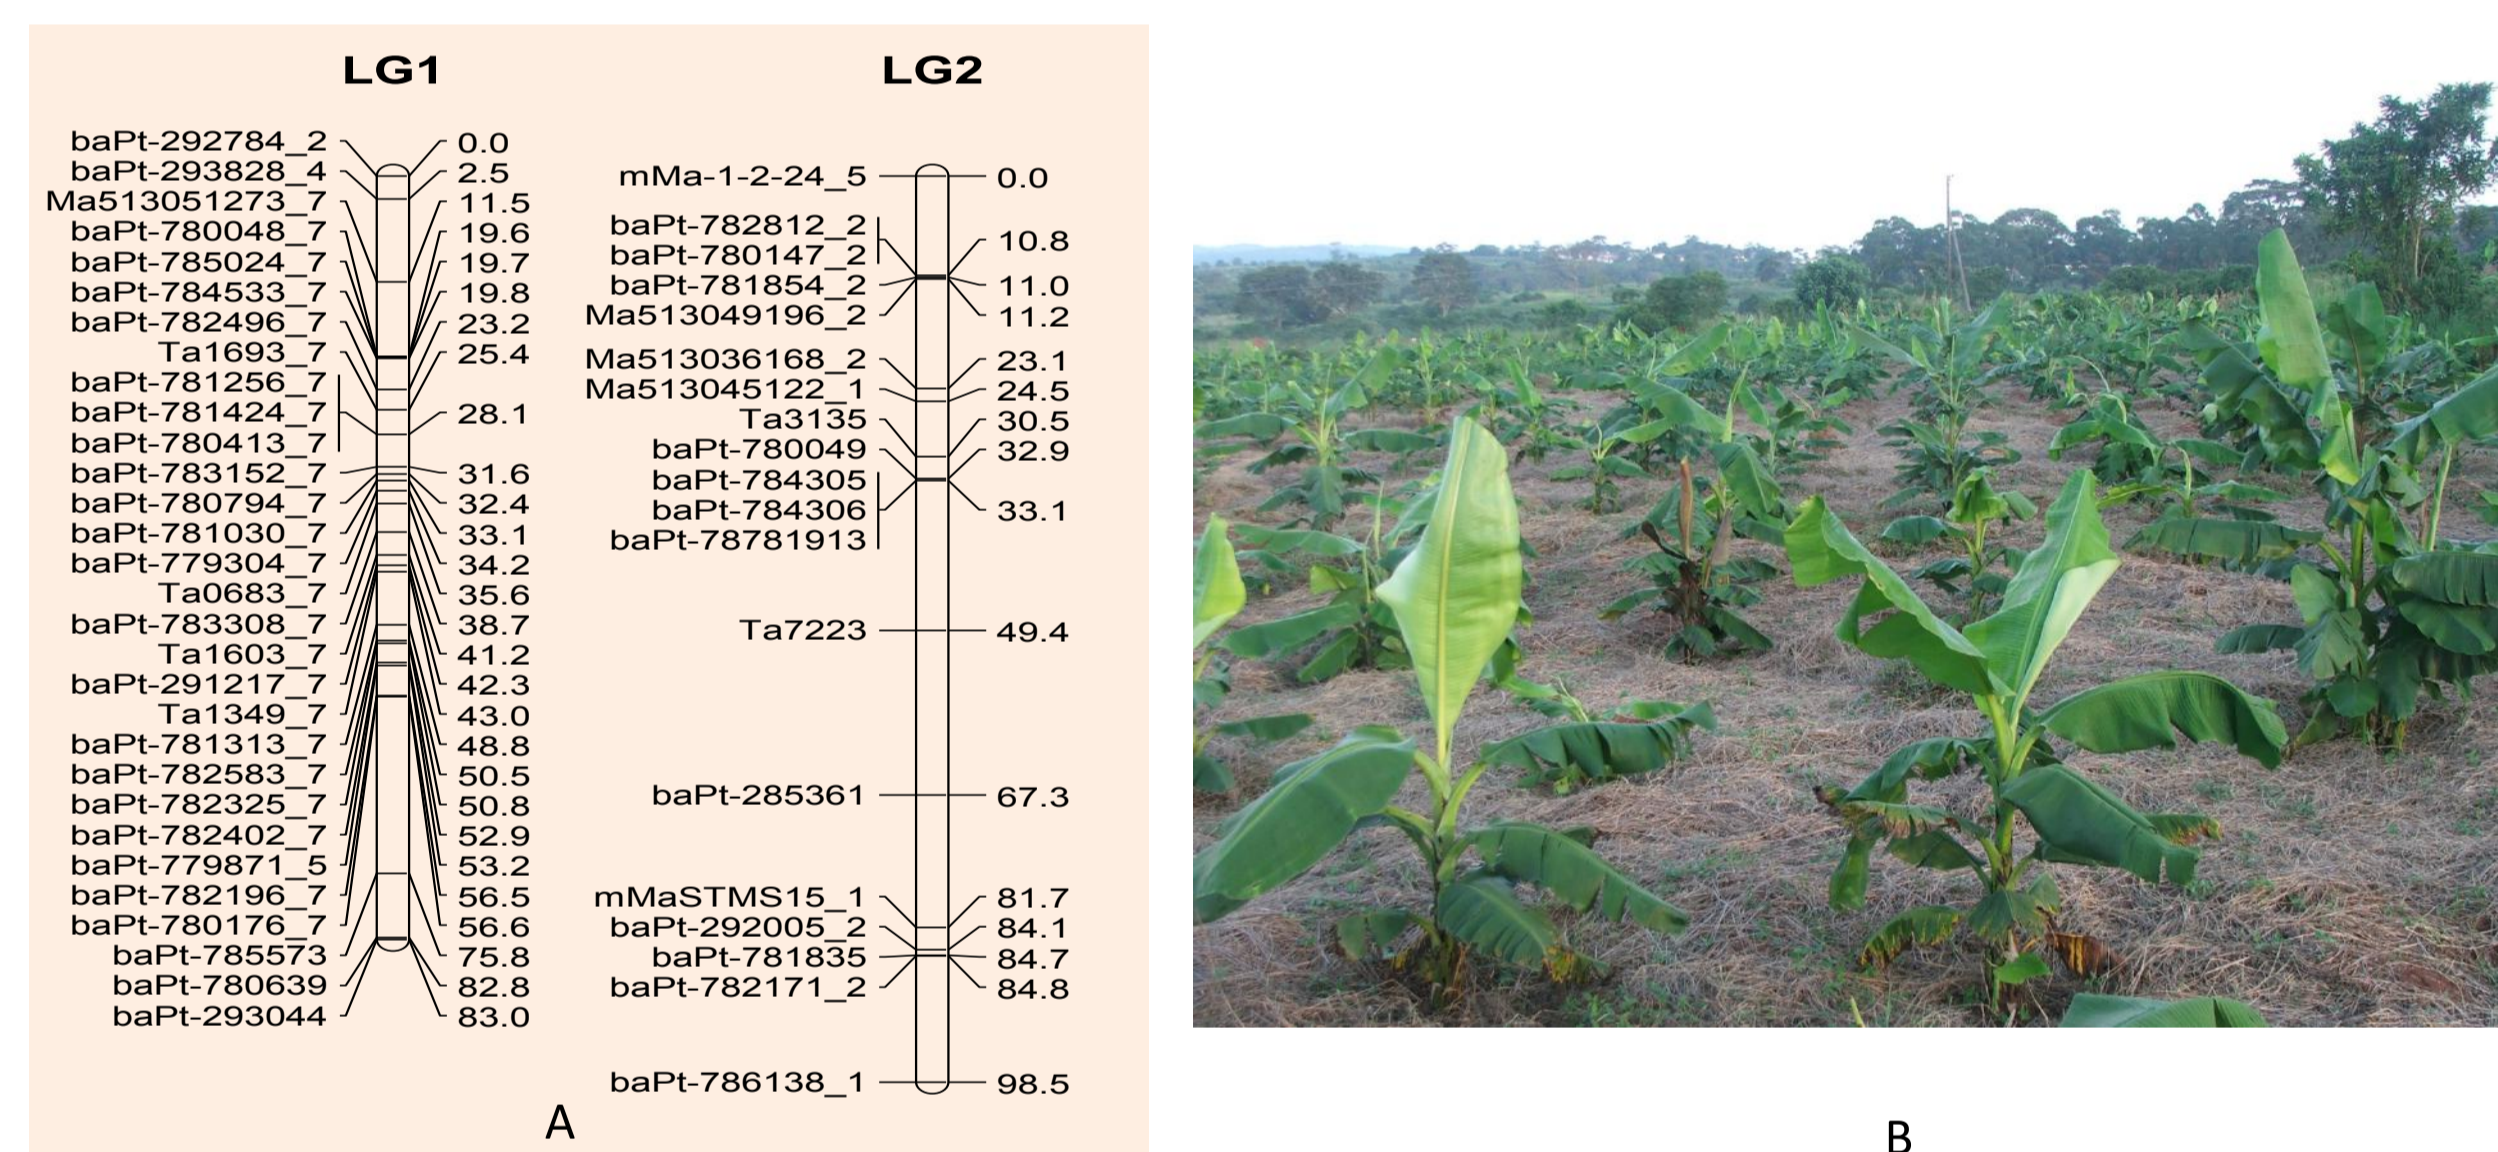 LG1
baPt-292784_2 0.0
baPt-293828_4 2.5
Ma513051273_7 11.5
baPt-780048_7 19.6
baPt-785024_7 19.7
baPt-784533_7 19.8
baPt-782496_7 23.2
Ta1693_7 25.4
baPt-781256_7
baPt-781424_7 28.1
baPt-780413_7
baPt-783152_7 31.6
baPt-780794_7 32.4
baPt-781030_7 33.1
baPt-779304_7 34.2
Ta0683_7 35.6
baPt-783308_7 38.7
Ta1603_7 41.2
baPt-291217_7 42.3
Ta1349_7 43.0
baPt-781313_7 48.8
baPt-782583_7 50.5
baPt-782325_7 50.8
baPt-782402_7 52.9
baPt-779871_5 53.2
baPt-782196_7 56.5
baPt-780176_7 56.6
baPt-785573 75.8
baPt-780639 82.8
baPt-293044 83.0
LG2
mMa-1-2-24_5 0.0
baPt-782812_2
baPt-780147_2 10.8
baPt-781854_2 11.0
Ma513049196_2 11.2
Ma513036168_2 23.1
Ma513045122_1 24.5
Ta3135 30.5
baPt-780049 32.9
baPt-784305
baPt-784306 33.1
baPt-78781913
Ta7223 49.4
baPt-285361 67.3
mMaSTMS15_1 81.7
baPt-292005_2 84.1
baPt-781835 84.7
baPt-782171_2 84.8
baPt-786138_1 98.5
A
B